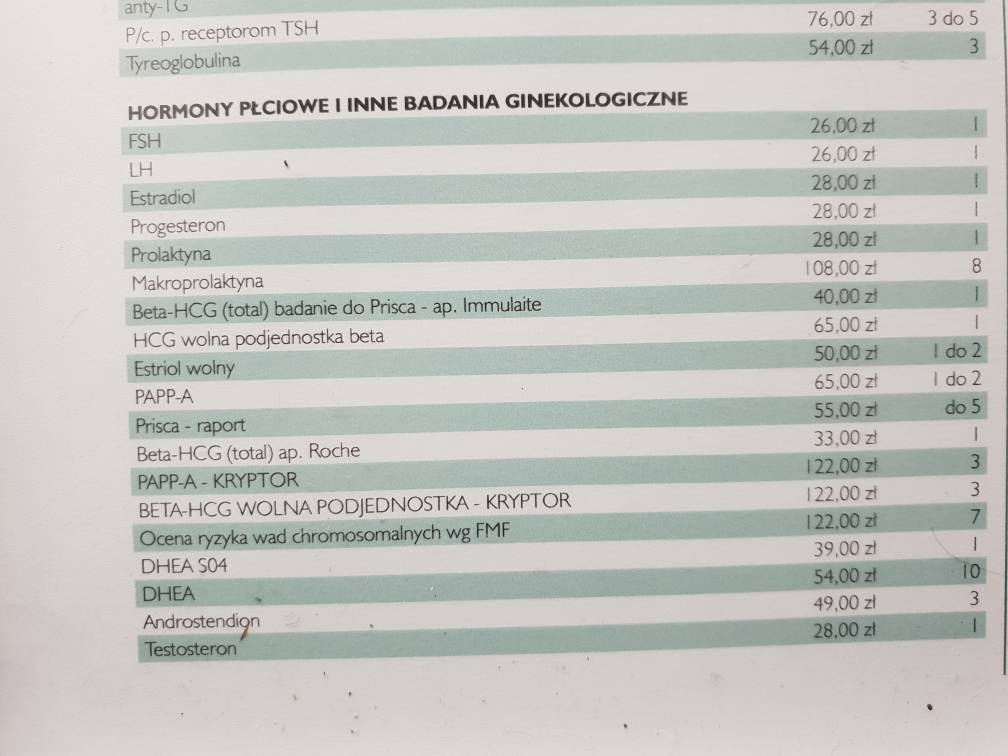 anty-TG
P/c. p. receptorom TSH 76,00 zł 3 do 5
Tyreoglobulina 54,00 zł 3
HORMONY PŁCIOWE I INNE BADANIA GINEKOLOGICZNE
FSH 26,00 zł 1
LH 26,00 zł 1
Estradiol 28,00 zł 1
Progesteron 28,00 zł 1
Prolaktyna 28,00 zł 1
Makroprolaktyna 108,00 zł 8
Beta-HCG (total) badanie do Prisca - ap. Immulaite 40,00 zł 1
HCG wolna podjednostka beta 65,00 zł 1
Estriol wolny 50,00 zł 1 do 2
PAPP-A 65,00 zł 1 do 2
Prisca - raport 55,00 zł do 5
Beta-HCG (total) ap. Roche 33,00 zł 1
PAPP-A - KRYPTOR 122,00 zł 3
BETA-HCG WOLNA PODJEDNOSTKA - KRYPTOR 122,00 zł 3
Ocena ryzyka wad chromosomalnych wg FMF 122,00 zł 7
DHEA S04 39,00 zł 1
DHEA 54,00 zł 10
Androstendion 49,00 zł 3
Testosteron 28,00 zł 1